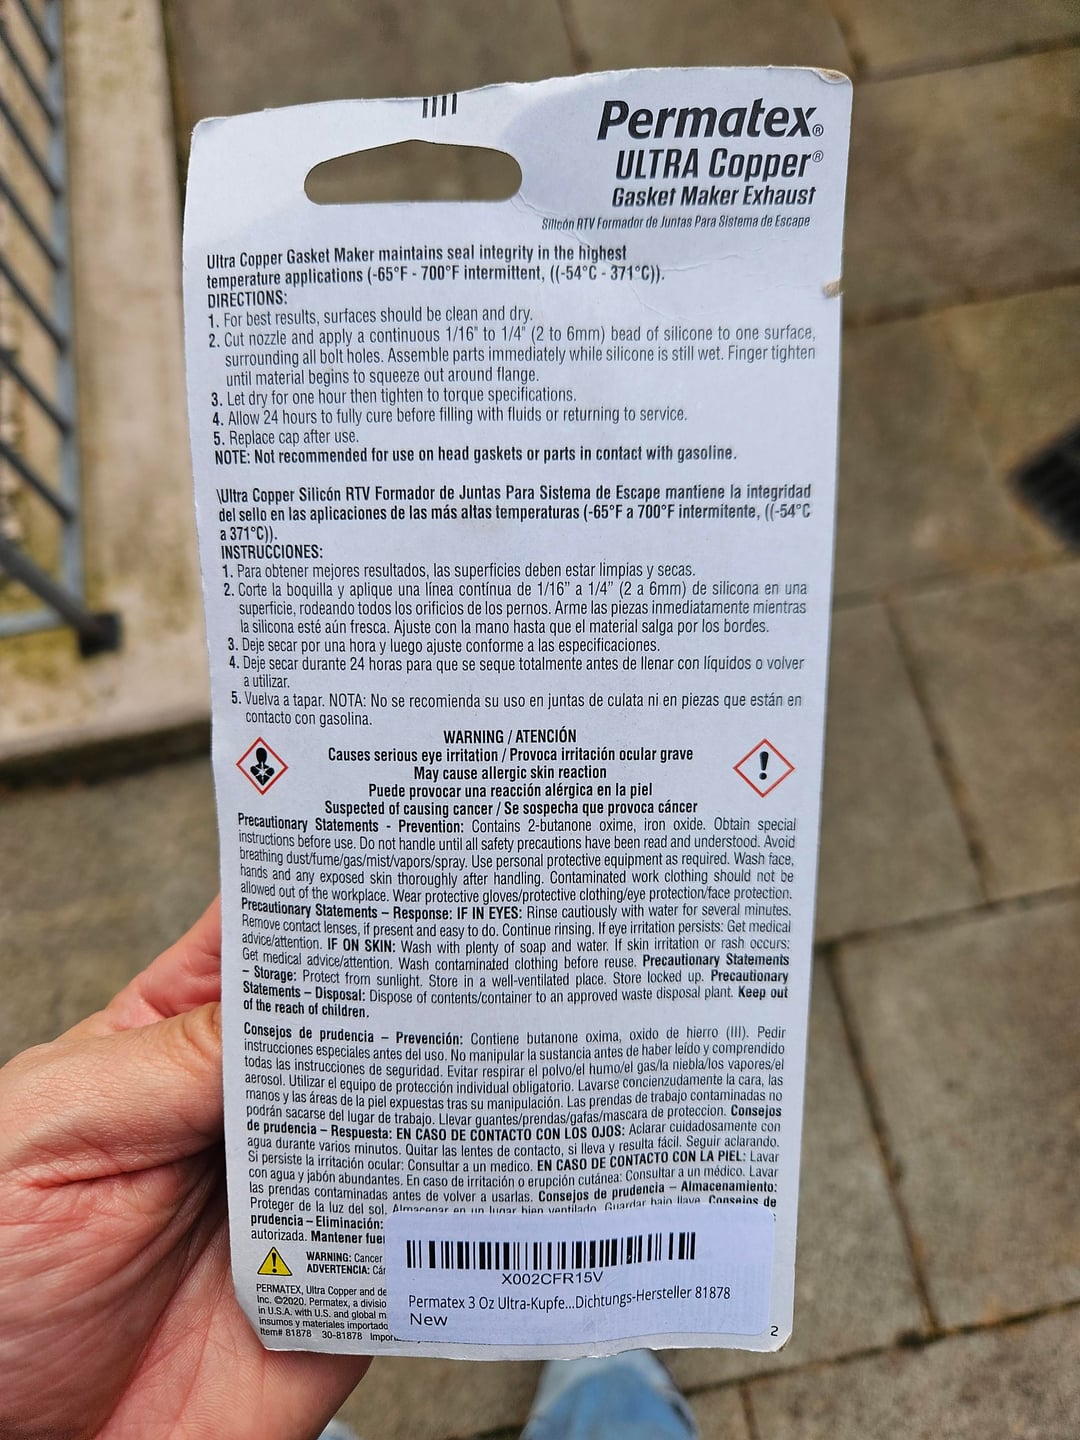 Permatex®
ULTRA Copper®
Gasket Maker Exhaust
Silicón RTV Formador de Juntas Para Sistema de Escape
Ultra Copper Gasket Maker maintains seal integrity in the highest
temperature applications (-65°F - 700°F intermittent, ((-54°C - 371°C)).
DIRECTIONS:
1. For best results, surfaces should be clean and dry.
2. Cut nozzle and apply a continuous 1/16" to 1/4" (2 to 6mm) bead of silicone to one surface,
surrounding all bolt holes. Assemble parts immediately while silicone is still wet. Finger tighten
until material begins to squeeze out around flange.
3. Let dry for one hour then tighten to torque specifications.
4. Allow 24 hours to fully cure before filling with fluids or returning to service.
5. Replace cap after use.
NOTE: Not recommended for use on head gaskets or parts in contact with gasoline.
\Ultra Copper Silicón RTV Formador de Juntas Para Sistema de Escape mantiene la integridad
del sello en las aplicaciones de las más altas temperaturas (-65°F a 700°F intermitente, ((-54°C
a 371°C)).
INSTRUCCIONES:
1. Para obtener mejores resultados, las superficies deben estar limpias y secas.
2. Corte la boquilla y aplique una línea contínua de 1/16” a 1/4” (2 a 6mm) de silicona en una
superficie, rodeando todos los orificios de los pernos. Arme las piezas inmediatamente mientras
la silicona esté aún fresca. Ajuste con la mano hasta que el material salga por los bordes.
3. Deje secar por una hora y luego ajuste conforme a las especificaciones.
4. Deje secar durante 24 horas para que se seque totalmente antes de llenar con líquidos o volver
a utilizar.
5. Vuelva a tapar. NOTA: No se recomienda su uso en juntas de culata ni en piezas que están en
contacto con gasolina.
WARNING / ATENCIÓN
Causes serious eye irritation / Provoca irritación ocular grave
May cause allergic skin reaction
Puede provocar una reacción alérgica en la piel
Suspected of causing cancer / Se sospecha que provoca cáncer
Precautionary Statements - Prevention: Contains 2-butanone oxime, iron oxide. Obtain special
instructions before use. Do not handle until all safety precautions have been read and understood. Avoid
breathing dust/fume/gas/mist/vapors/spray. Use personal protective equipment as required. Wash face,
hands and any exposed skin thoroughly after handling. Contaminated work clothing should not be
allowed out of the workplace. Wear protective gloves/protective clothing/eye protection/face protection.
Precautionary Statements – Response: IF IN EYES: Rinse cautiously with water for several minutes.
Remove contact lenses, if present and easy to do. Continue rinsing. If eye irritation persists: Get medical
advice/attention. IF ON SKIN: Wash with plenty of soap and water. If skin irritation or rash occurs:
Get medical advice/attention. Wash contaminated clothing before reuse. Precautionary Statements
– Storage: Protect from sunlight. Store in a well-ventilated place. Store locked up. Precautionary
Statements – Disposal: Dispose of contents/container to an approved waste disposal plant. Keep out
of the reach of children.
Consejos de prudencia – Prevención: Contiene butanona oxima, oxido de hierro (III). Pedir
instrucciones especiales antes del uso. No manipular la sustancia antes de haber leído y comprendido
todas las instrucciones de seguridad. Evitar respirar el polvo/el humo/el gas/la niebla/los vapores/el
aerosol. Utilizar el equipo de protección individual obligatorio. Lavarse concienzudamente la cara, las
manos y las áreas de la piel expuestas tras su manipulación. Las prendas de trabajo contaminadas no
podrán sacarse del lugar de trabajo. Llevar guantes/prendas/gafas/mascara de proteccion. Consejos
de prudencia – Respuesta: EN CASO DE CONTACTO CON LOS OJOS: Aclarar cuidadosamente con
agua durante varios minutos. Quitar las lentes de contacto, si lleva y resulta fácil. Seguir aclarando.
Si persiste la irritación ocular: Consultar a un medico. EN CASO DE CONTACTO CON LA PIEL: Lavar
con agua y jabón abundantes. En caso de irritación o erupción cutánea: Consultar a un médico. Lavar
las prendas contaminadas antes de volver a usarlas. Consejos de prudencia – Almacenamiento:
Proteger de la luz del sol. Almacenar en un lugar bien ventilado. Guardar bajo llave. Consejos de
prudencia – Eliminación:
autorizada. Mantener
WARNING: Cancer
ADVERTENCIA:
PERMATEX, Ultra Copper and
Inc. ©2020. Permatex, a
in U.S.A. with U.S. and global
insumos y materiales
Item# 81878 30-81878
X002CFR15V
Permatex 3 Oz Ultra-Kupfe...Dichtungs-Hersteller 81878
New
2